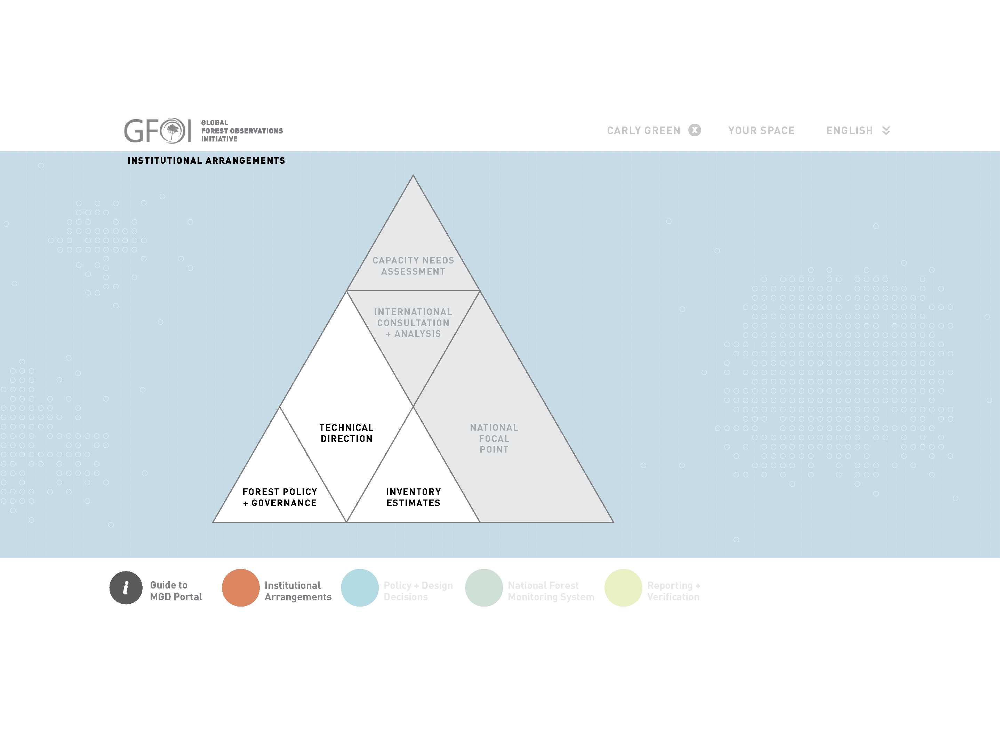 GFOI
GLOBAL
FOREST OBSERVATIONS
INITIATIVE
CARLY GREEN X YOUR SPACE ENGLISH
INSTITUTIONAL ARRANGEMENTS
CAPACITY NEEDS
ASSESSMENT
INTERNATIONAL
CONSULTATION
+ ANALYSIS
TECHNICAL
DIRECTION
NATIONAL
FOCAL
POINT
FOREST POLICY
+ GOVERNANCE
INVENTORY
ESTIMATES
i
Guide to
MGD Portal
Institutional
Arrangements
Policy + Design
Decisions
National Forest
Monitoring System
Reporting +
Verification